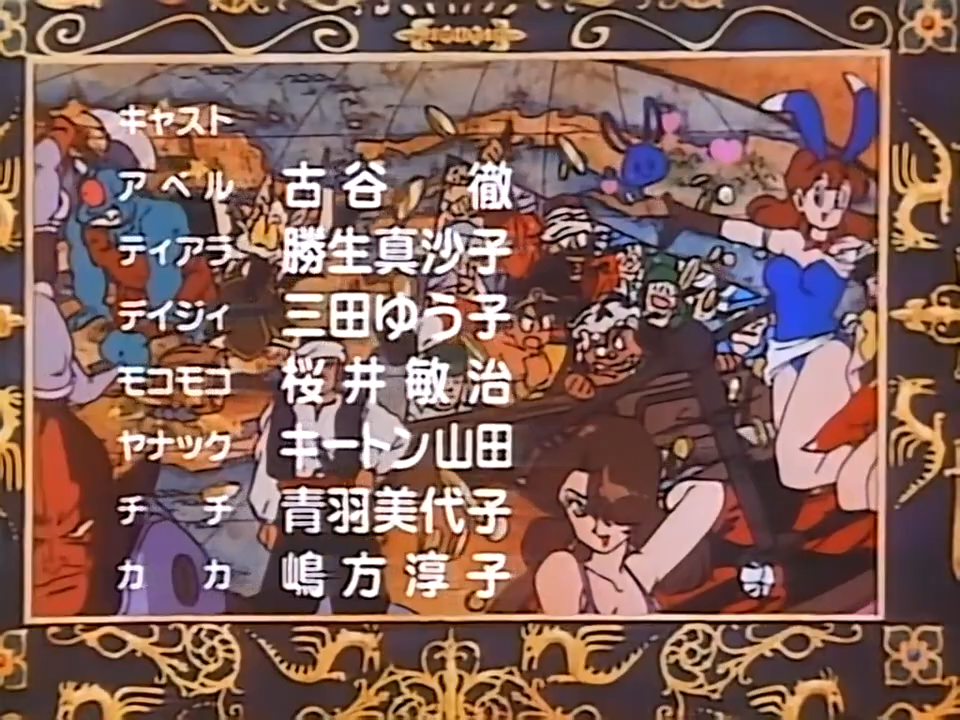 キャスト
アベル 古谷 徹
テイアラ 勝生真沙子
デイジィ 三田ゆう子
モコモコ 桜井敏治
ヤナック キートン山田
チチ 青羽美代子
カカ 嶋方淳子